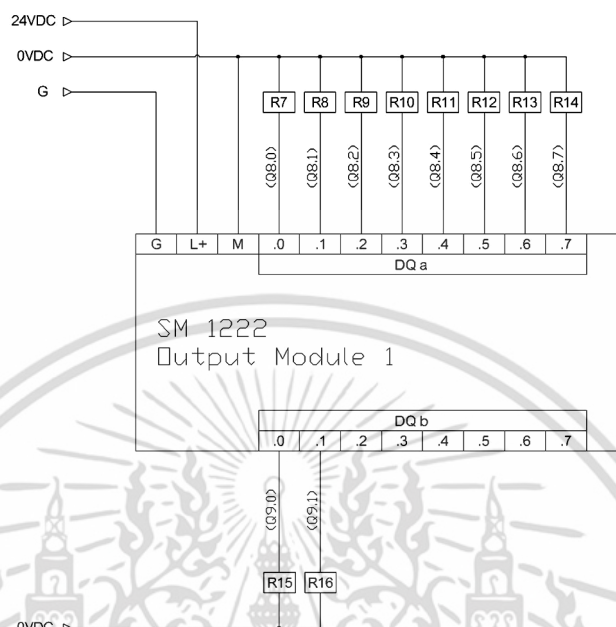 24VDC
0VDC
G
R7 R8 R9 R10 R11 R12 R13 R14
(Q8.0) (Q8.1) (Q8.2) (Q8.3) (Q8.4) (Q8.5) (Q8.6) (Q8.7)
G L+ M .0 .1 .2 .3 .4 .5 .6 .7
DQ a
SM 1222
Output Module 1
DQ b
.0 .1 .2 .3 .4 .5 .6 .7
(Q9.0) (Q9.1)
R15 R16
0VDC